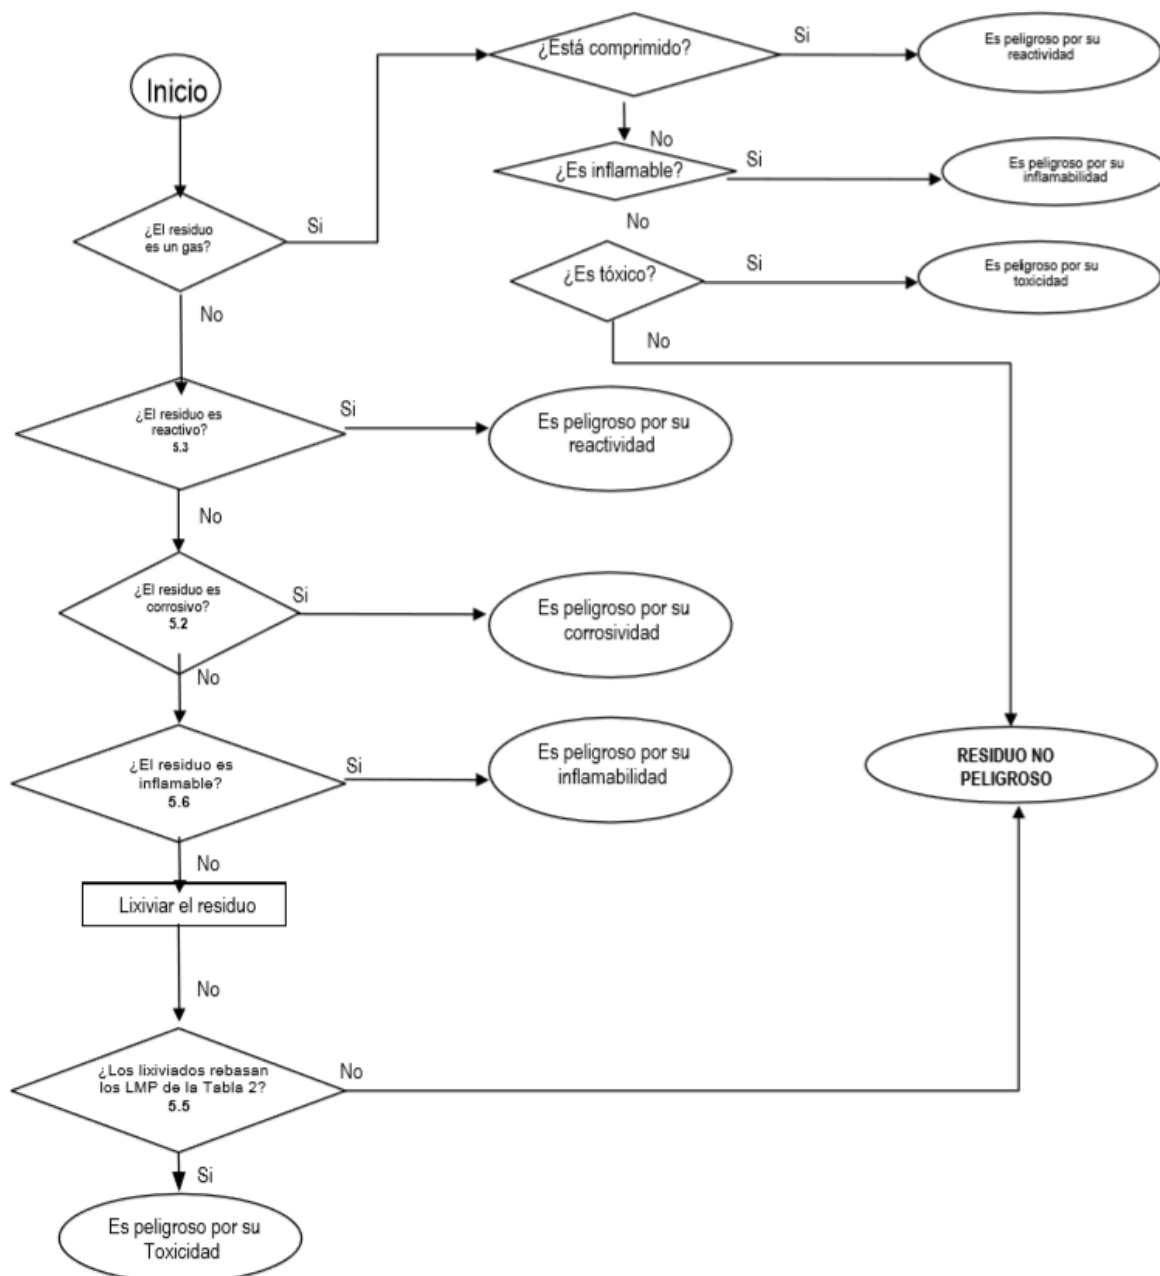 Inicio
¿El residuo
es un gas?
Si
No
¿Está comprimido?
Si
Es peligroso por su
reactividad
No
¿Es inflamable?
Si
Es peligroso por su
inflamabilidad
No
¿Es tóxico?
Si
Es peligroso por su
toxicidad
No
¿El residuo es
reactivo?
5.3
Si
Es peligroso por su
reactividad
No
¿El residuo es
corrosivo?
5.2
Si
Es peligroso por su
corrosividad
No
¿El residuo es
inflamable?
5.6
Si
Es peligroso por su
inflamabilidad
No
Lixiviar el residuo
No
¿Los lixiviados rebasan
los LMP de la Tabla 2?
5.5
No
RESIDUO NO
PELIGROSO
Si
Es peligroso por su
Toxicidad